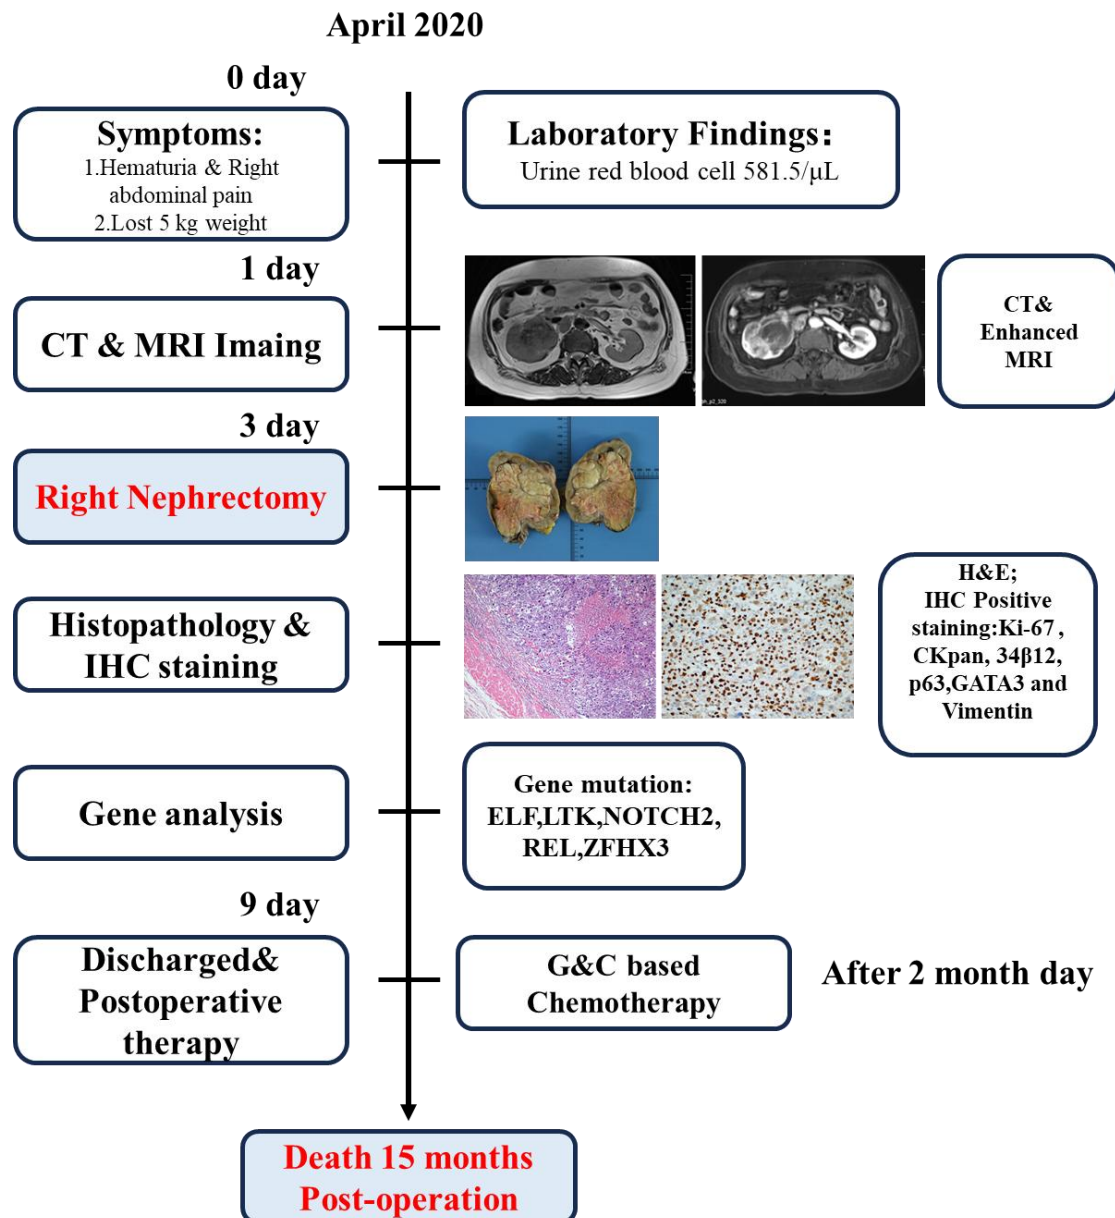 April 2020
0 day
Symptoms:
1.Hematuria & Right
abdominal pain
2.Lost 5 kg weight
Laboratory Findings：
Urine red blood cell 581.5/μL
1 day
CT & MRI Imaing
CT&
Enhanced
MRI
3 day
Right Nephrectomy
Histopathology &
IHC staining
H&E;
IHC Positive
staining:Ki-67 ,
CKpan, 34β12,
p63,GATA3 and
Vimentin
Gene analysis
Gene mutation:
ELF,LTK,NOTCH2,
REL,ZFHX3
9 day
Discharged&
Postoperative
therapy
G&C based
Chemotherapy
After 2 month day
Death 15 months
Post-operation